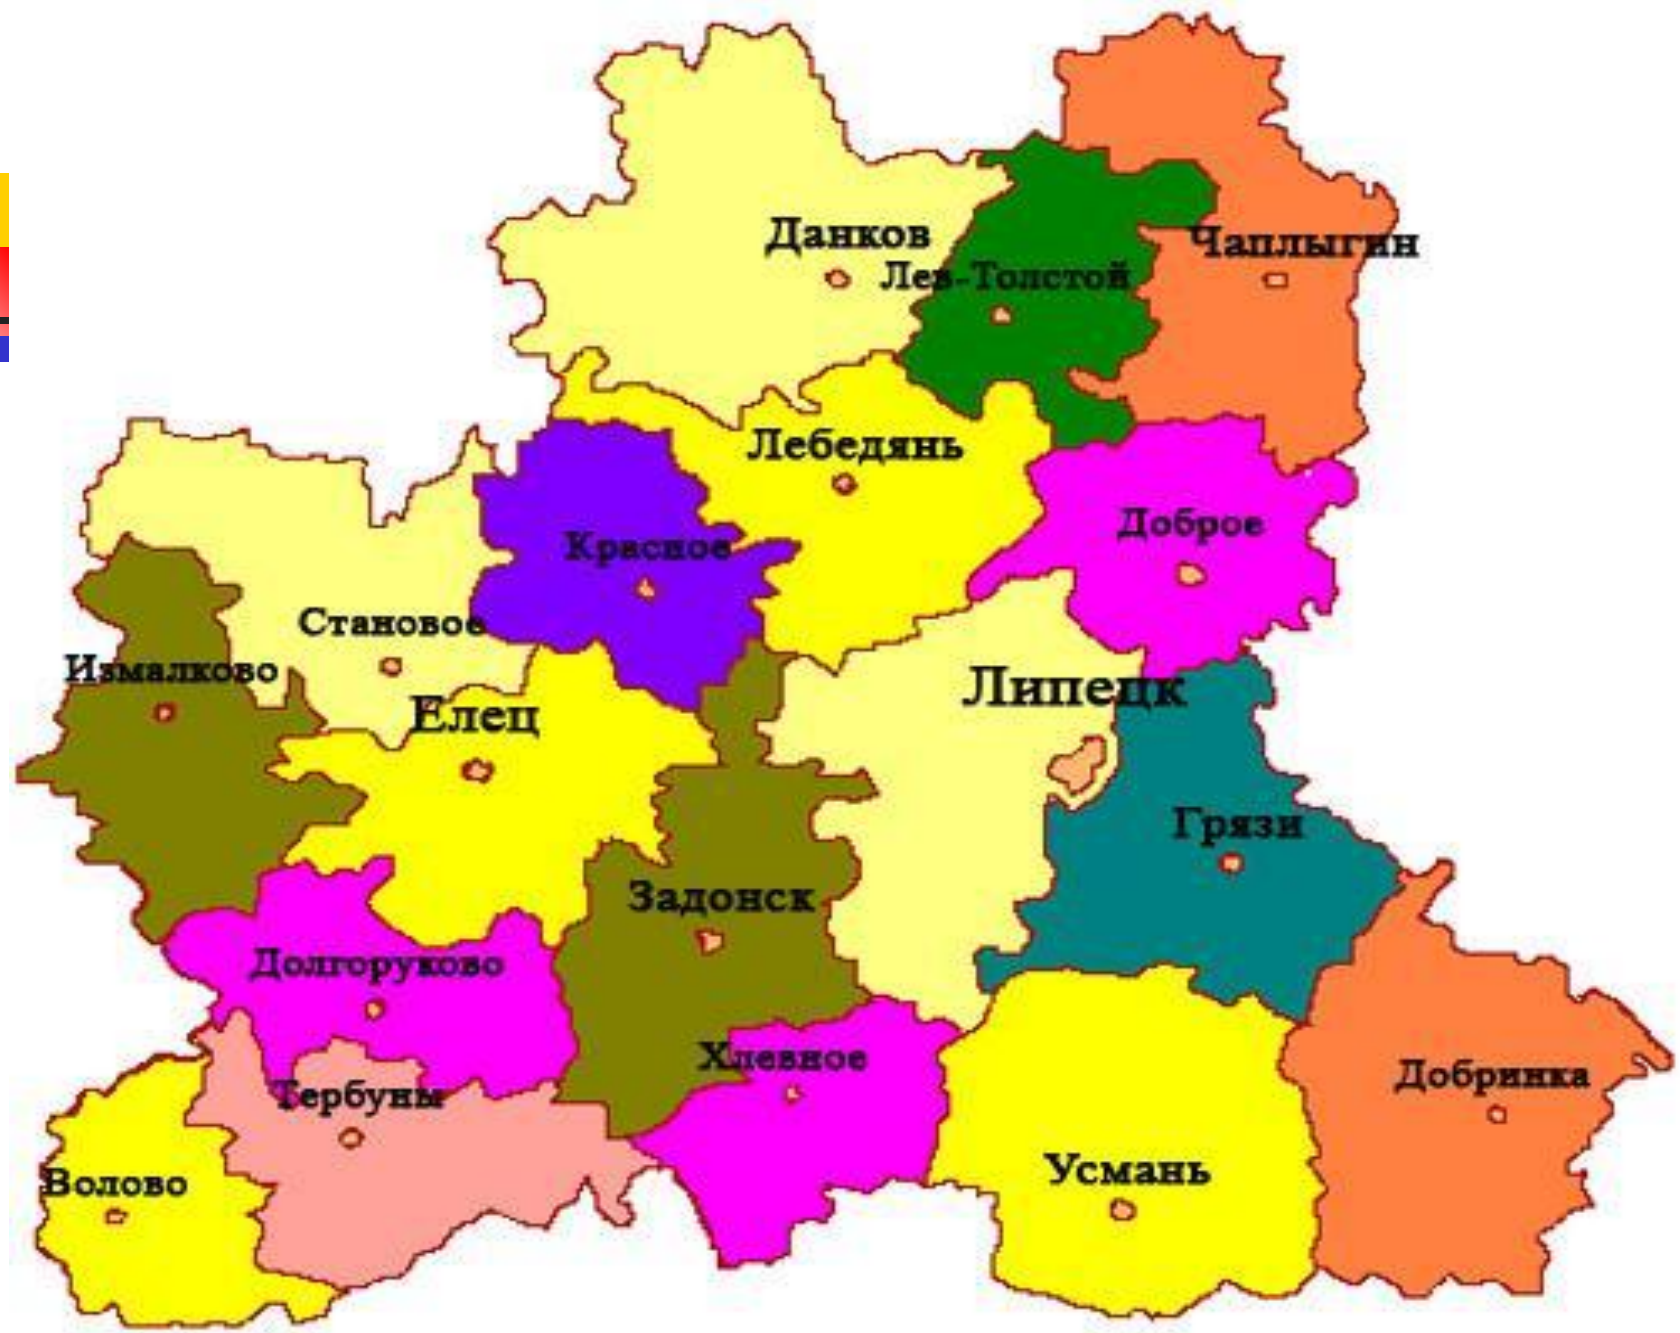 Данков
Чаплыгин
Лев-Толстой
Лебедянь
Доброе
Красное
Становое
Измалково
Липецк
Елец
Грязи
Задонск
Долгоруково
Хлевное
Добринка
Тербуны
Усмань
Волово